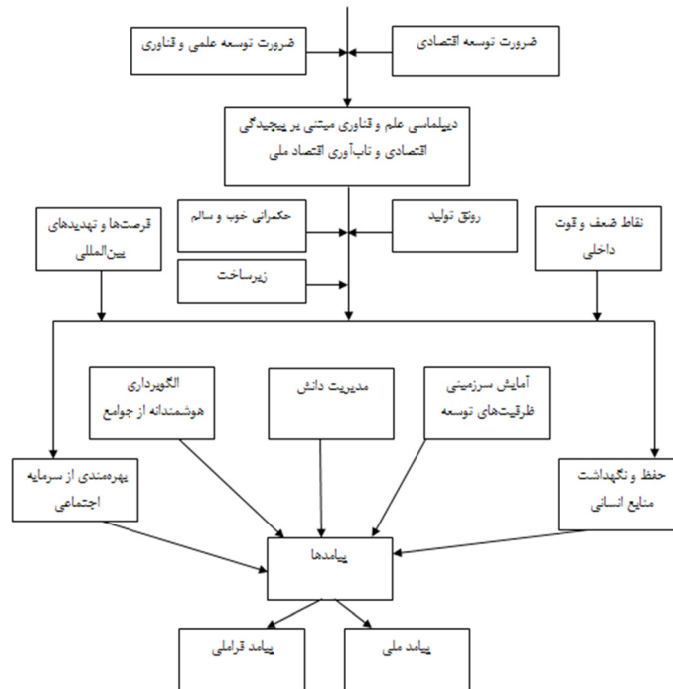 ضرورت توسعه اقتصادی
ضرورت توسعه علمی و فناوری
دیپلماسی علم و فناوری مبتنی بر پیچیدگی
اقتصادی و تاب‌آوری اقتصاد ملی
نقاط ضعف و قوت
داخلی
رونق تولید
حکمرانی خوب و سالم
فرصت‌ها و تهدیدهای
بین‌المللی
زیرساخت
آمایش سرزمینی
ظرفیت‌های توسعه
مدیریت دانش
الگوبرداری
هوشمندانه از جوامع
حفظ و نگهداشت
منابع انسانی
بهره‌مندی از سرمایه
اجتماعی
پیامدها
پیامد ملی
پیامد فراملی